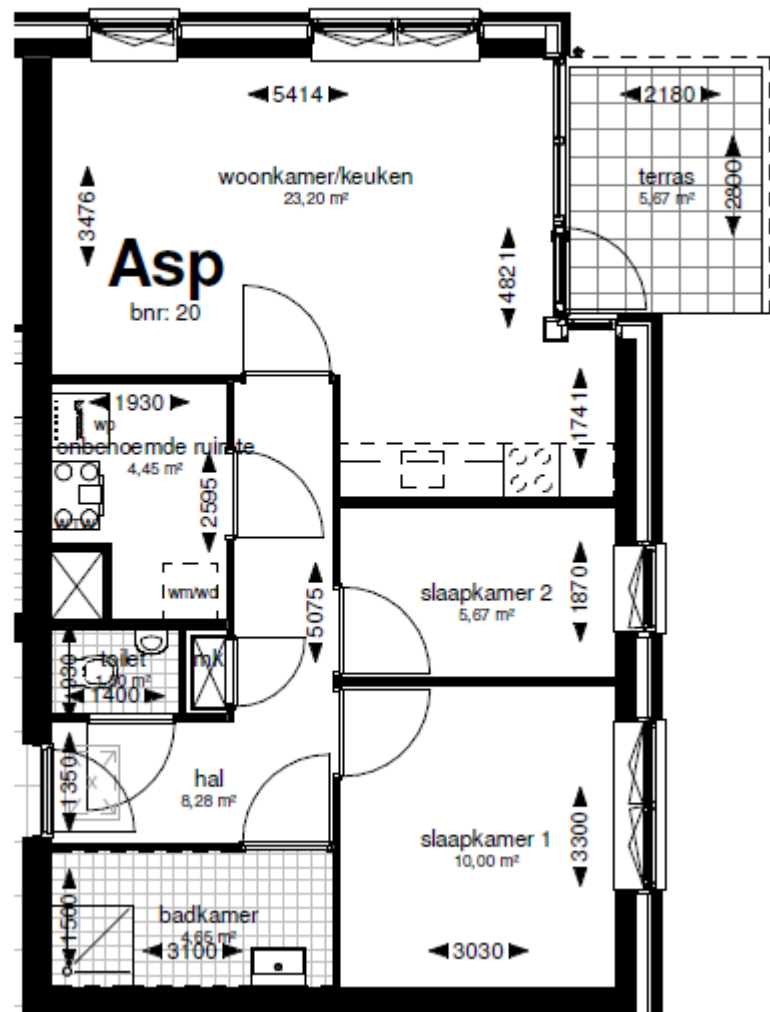 5414
2180
woonkamer/keuken
23,20 m²
terras
5,67 m²
2800
3476
Asp
bnr: 20
4821
1930
wp
onbenoemde ruimte
4,45 m²
1741
2595
WTW
wm/wd
slaapkamer 2
5,67 m²
1870
5075
toilet
mk
1400
hal
8,28 m²
1350
slaapkamer 1
10,00 m²
3300
badkamer
4,65 m²
1500
3100
3030